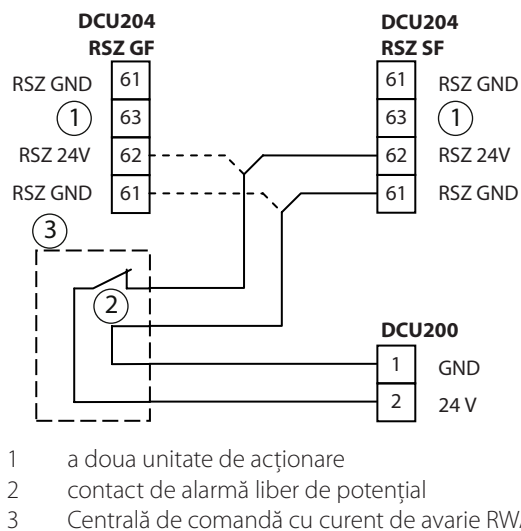 DCU204 DCU204
RSZ GF RSZ SF
RSZ GND 61 61 RSZ GND
1 63 63 1
RSZ 24V 62 62 RSZ 24V
RSZ GND 61 61 RSZ GND
3
2
DCU200
1 GND
2 24 V
1 a doua unitate de acționare
2 contact de alarmă liber de potențial
3 Centrală de comandă cu curent de avarie